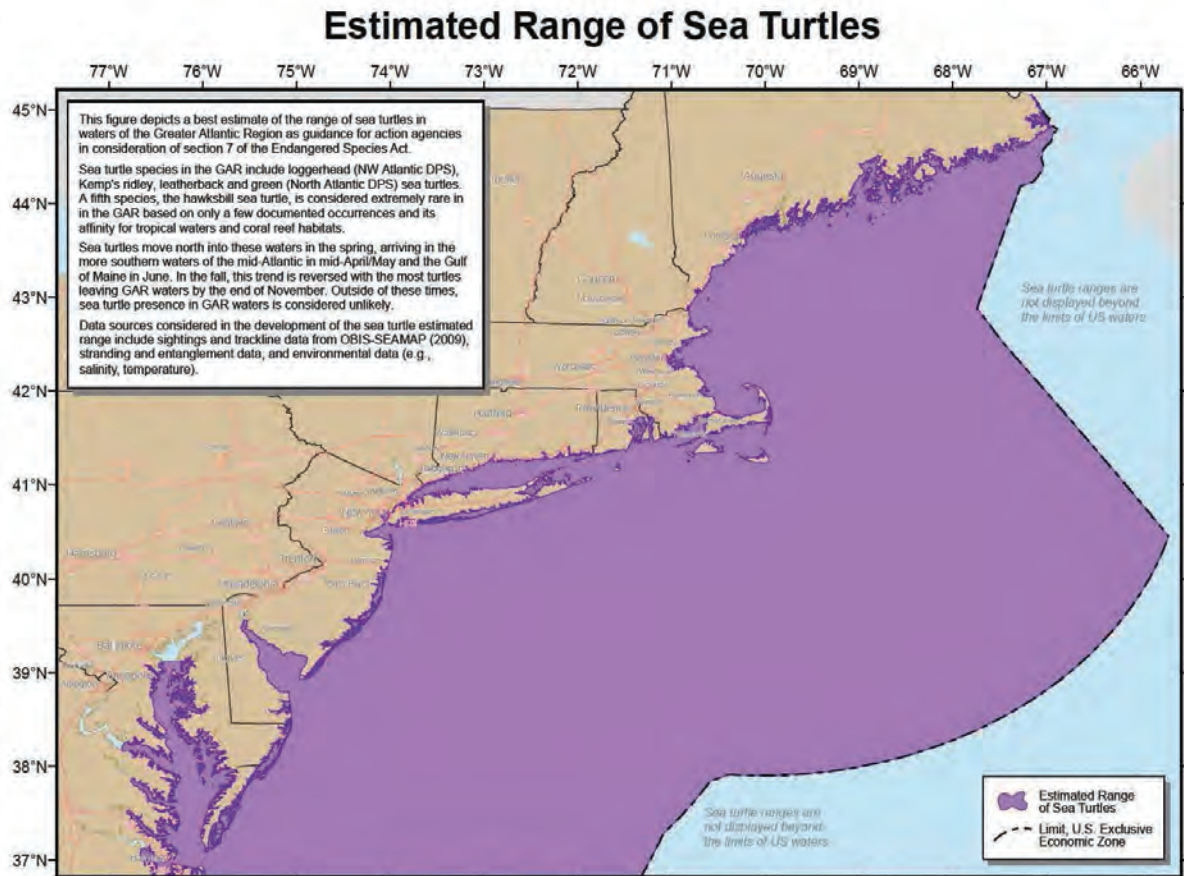 Estimated Range of Sea Turtles
77°W 76°W 75°W 74°W 73°W 72°W 71°W 70°W 69°W 68°W 67°W 66°W
45°N
44°N
43°N
42°N
41°N
40°N
39°N
38°N
37°N
This figure depicts a best estimate of the range of sea turtles in
waters of the Greater Atlantic Region as guidance for action agencies
in consideration of section 7 of the Endangered Species Act.
Sea turtle species in the GAR include loggerhead (NW Atlantic DPS),
Kemp's ridley, leatherback and green (North Atlantic DPS) sea turtles.
A fifth species, the hawksbill sea turtle, is considered extremely rare in
in the GAR based on only a few documented occurrences and its
affinity for tropical waters and coral reef habitats.
Sea turtles move north into these waters in the spring, arriving in the
more southern waters of the mid-Atlantic in mid-April/May and the Gulf
of Maine in June. In the fall, this trend is reversed with the most turtles
leaving GAR waters by the end of November. Outside of these times,
sea turtle presence in GAR waters is considered unlikely.
Data sources considered in the development of the sea turtle estimated
range include sightings and trackline data from OBIS-SEAMAP (2009),
stranding and entanglement data, and environmental data (e.g.,
salinity, temperature).
Augusta
Concord
Manchester
Hartford
Providence
New Haven
Trenton
Harrisburg
Sea turtle ranges are
not displayed beyond
the limits of US waters
Sea turtle ranges are
not displayed beyond
the limits of US waters
Estimated Range
of Sea Turtles
Limit, U.S. Exclusive
Economic Zone